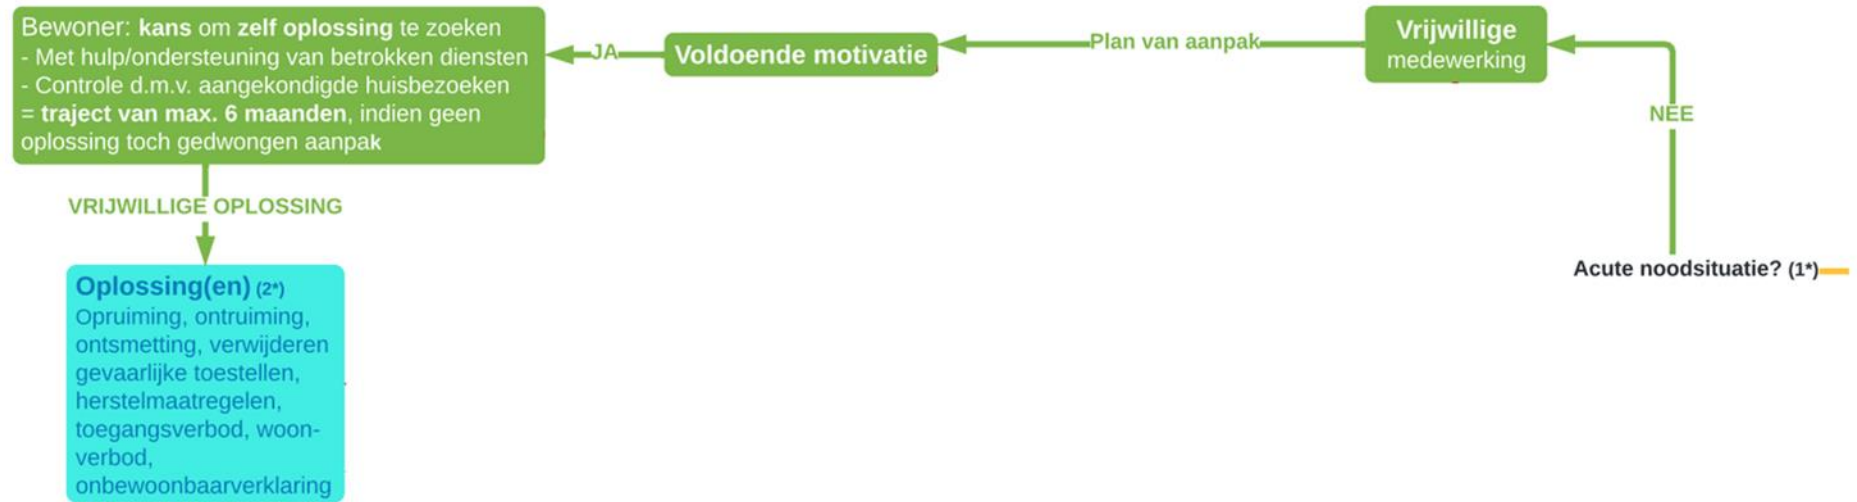 Bewoner: kans om zelf oplossing te zoeken
- Met hulp/ondersteuning van betrokken diensten
- Controle d.m.v. aangekondigde huisbezoeken
= traject van max. 6 maanden, indien geen
oplossing toch gedwongen aanpak
JA
Voldoende motivatie
Plan van aanpak
Vrijwillige
medewerking
NEE
Acute noodsituatie? (1*)
VRIJWILLIGE OPLOSSING
Oplossing(en) (2*)
Opruiming, ontruiming,
ontsmetting, verwijderen
gevaarlijke toestellen,
herstelmaatregelen,
toegangsverbod, woon-
verbod,
onbewoonbaarverklaring